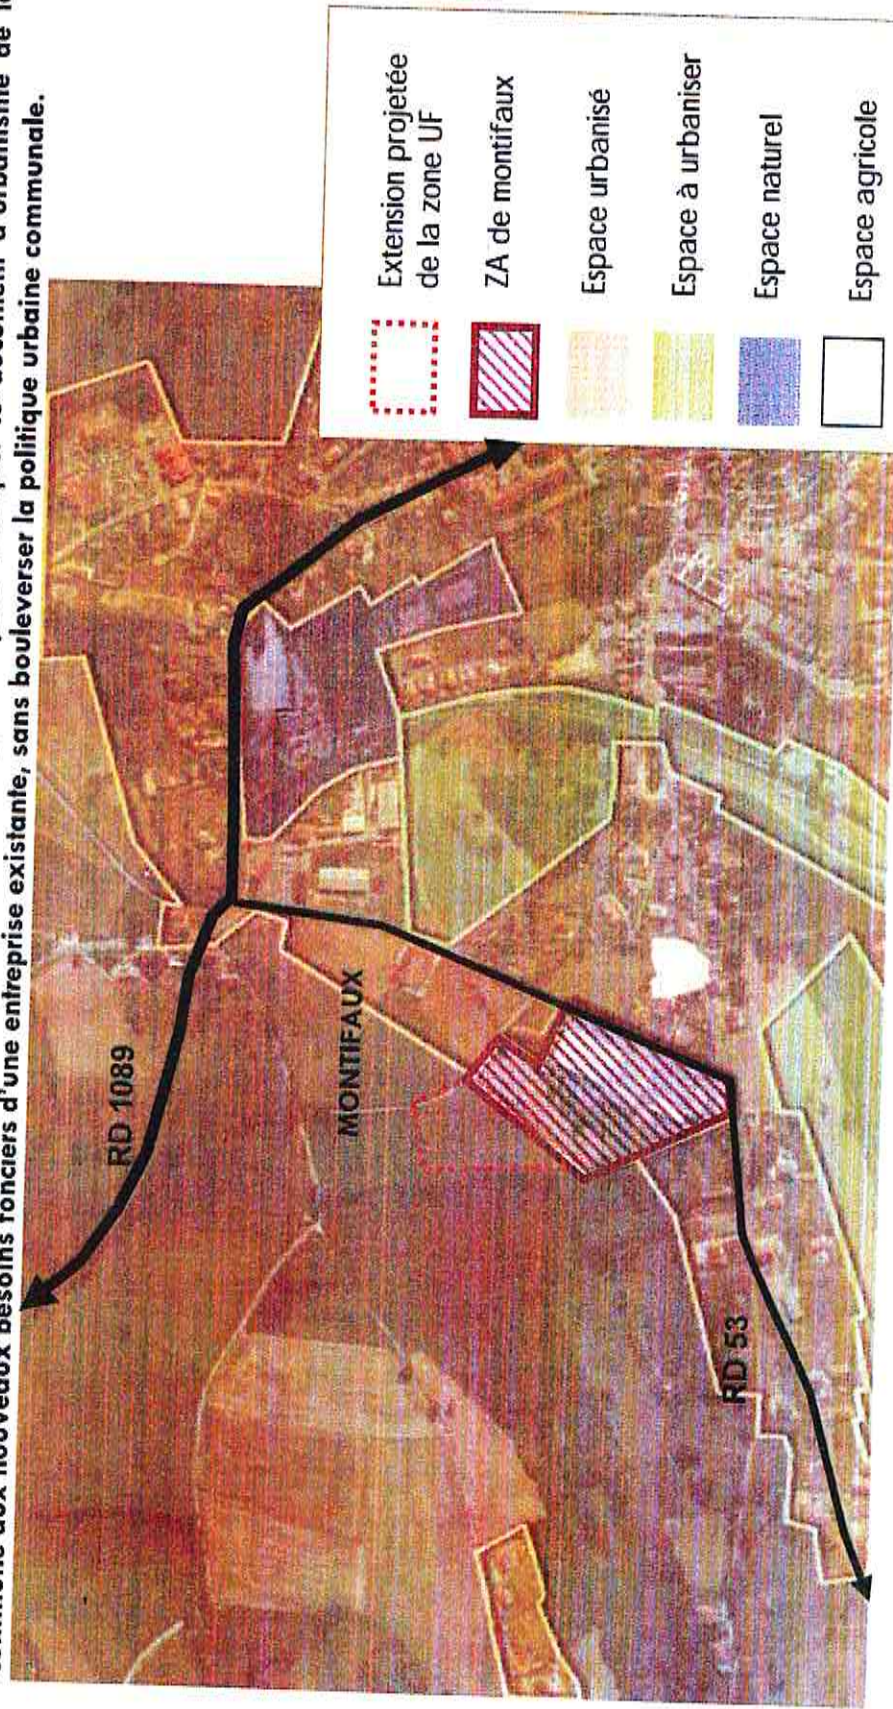 aux nouveaux besoins fonciers d'une entreprise existante, sans bouleverser la politique urbaine communale.
RD 1089
MONTIFAUX
RD 53
Extension projetée
de la zone UF
ZA de montifaux
Espace urbanisé
Espace à urbaniser
Espace naturel
Espace agricole